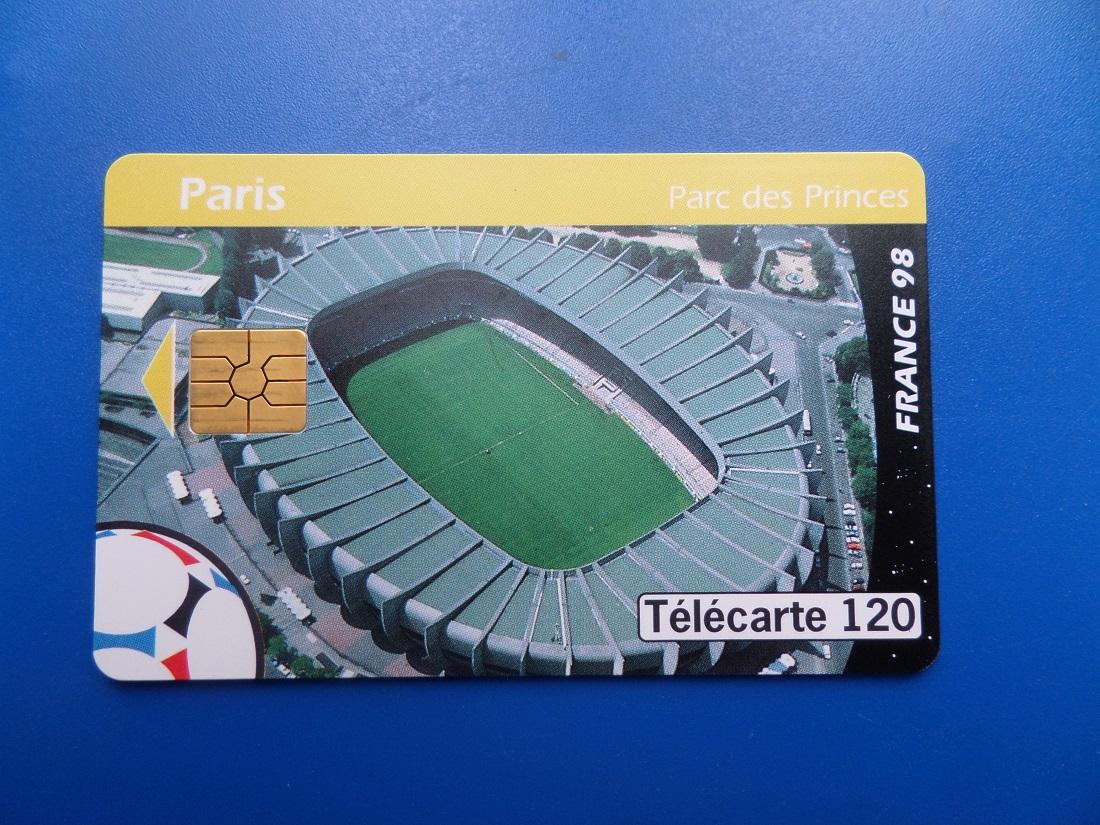 Paris
Parc des Princes
FRANCE 98
Télécarte 120